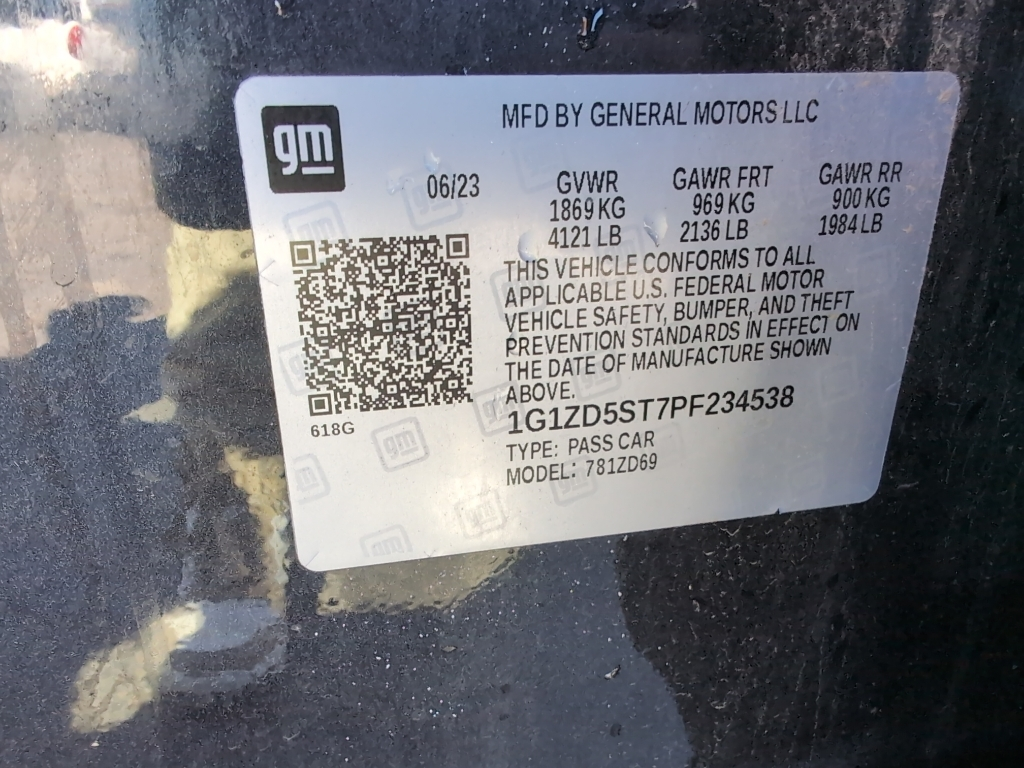 gm
MFD BY GENERAL MOTORS LLC
06/23 GVWR GAWR FRT GAWR RR
1869 KG 969 KG 900 KG
4121 LB 2136 LB 1984 LB
THIS VEHICLE CONFORMS TO ALL
APPLICABLE U.S. FEDERAL MOTOR
VEHICLE SAFETY, BUMPER, AND THEFT
PREVENTION STANDARDS IN EFFECT ON
THE DATE OF MANUFACTURE SHOWN
ABOVE.
1G1ZD5ST7PF234538
618G
TYPE: PASS CAR
MODEL: 781ZD69